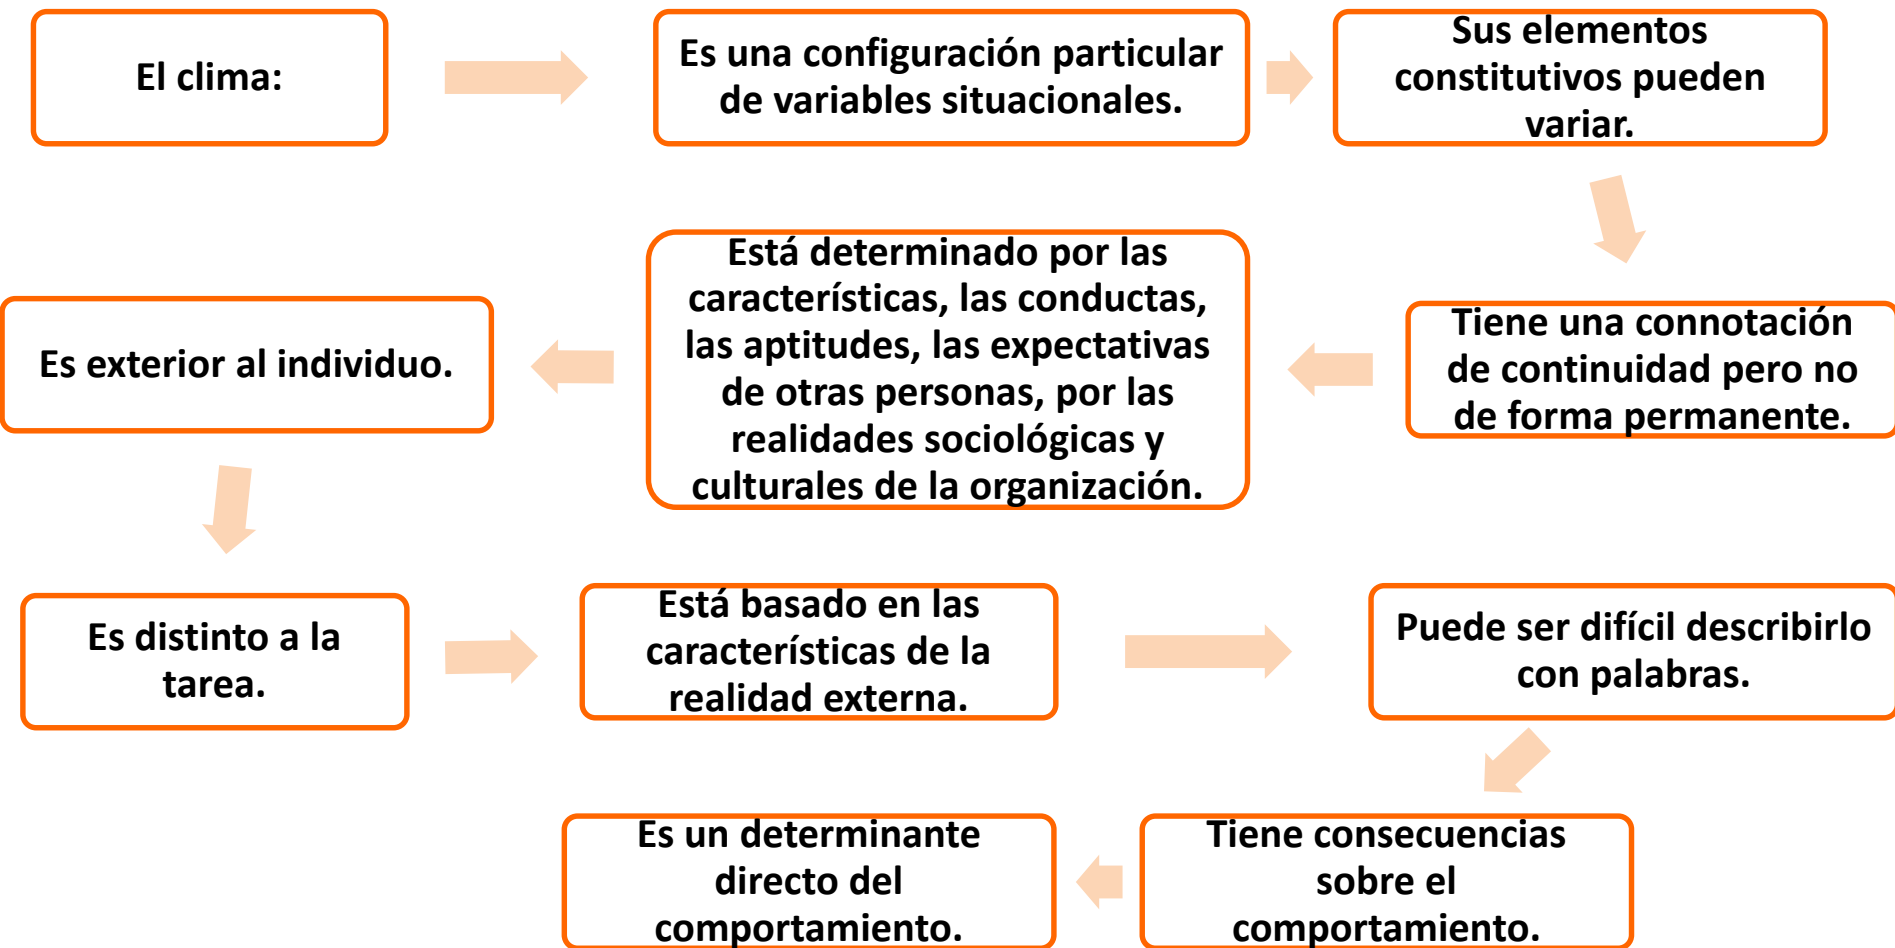 El clima:
Es una configuración particular
de variables situacionales.
Sus elementos
constitutivos pueden
variar.
Tiene una connotación
de continuidad pero no
de forma permanente.
Está determinado por las
características, las conductas,
las aptitudes, las expectativas
de otras personas, por las
realidades sociológicas y
culturales de la organización.
Es exterior al individuo.
Es distinto a la
tarea.
Está basado en las
características de la
realidad externa.
Puede ser difícil describirlo
con palabras.
Tiene consecuencias
sobre el
comportamiento.
Es un determinante
directo del
comportamiento.